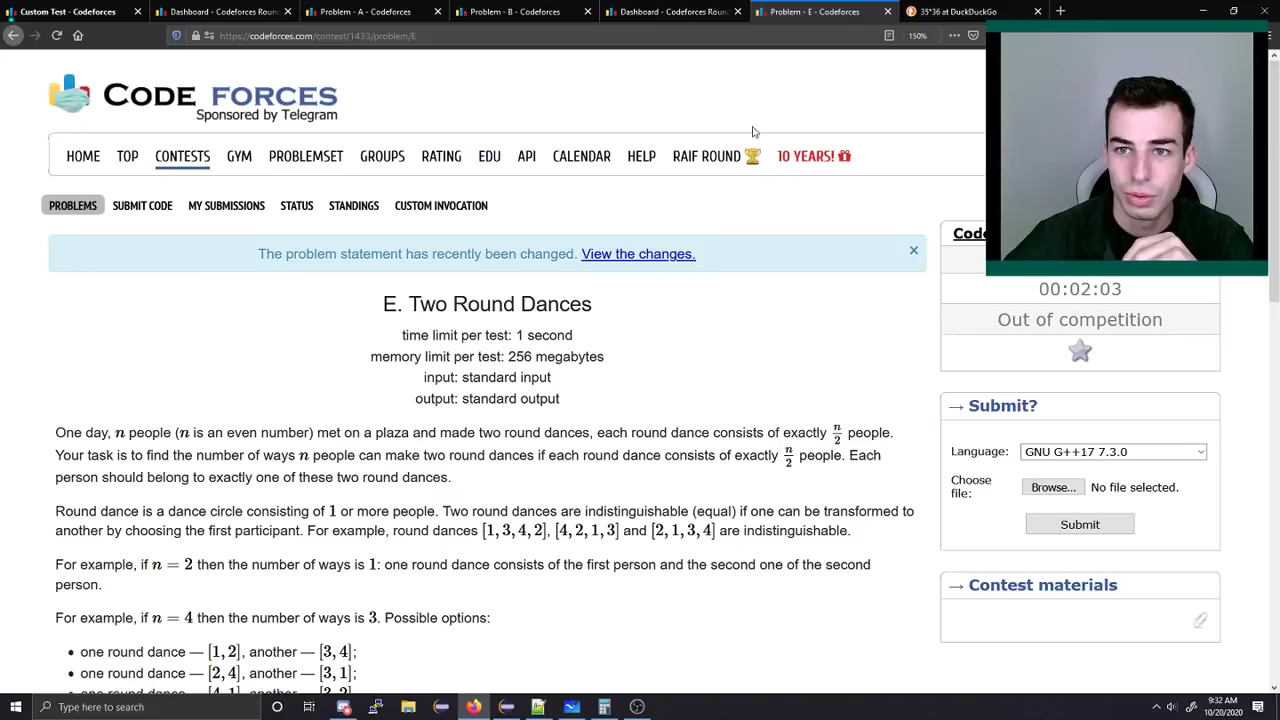 Custom Test - Codeforces
Dashboard - Codeforces Roun
Problem - A - Codeforces
Problem - B - Codeforces
Dashboard - Codeforces Roun
Problem - E - Codeforces
35*36 at DuckDuckGo
https://codeforces.com/contest/1433/problem/E
150%
CODE FORCES
Sponsored by Telegram
HOME TOP CONTESTS GYM PROBLEMSET GROUPS RATING EDU API CALENDAR HELP RAIF ROUND 10 YEARS!
PROBLEMS SUBMIT CODE MY SUBMISSIONS STATUS STANDINGS CUSTOM INVOCATION
The problem statement has recently been changed. View the changes.
E. Two Round Dances
time limit per test: 1 second
memory limit per test: 256 megabytes
input: standard input
output: standard output
One day, n people (n is an even number) met on a plaza and made two round dances, each round dance consists of exactly n/2 people.
Your task is to find the number of ways n people can make two round dances if each round dance consists of exactly n/2 people. Each
person should belong to exactly one of these two round dances.
Round dance is a dance circle consisting of 1 or more people. Two round dances are indistinguishable (equal) if one can be transformed to
another by choosing the first participant. For example, round dances [1, 3, 4, 2], [4, 2, 1, 3] and [2, 1, 3, 4] are indistinguishable.
For example, if n = 2 then the number of ways is 1: one round dance consists of the first person and the second one of the second
person.
For example, if n = 4 then the number of ways is 3. Possible options:
• one round dance — [1, 2], another — [3, 4];
• one round dance — [2, 4], another — [3, 1];
Code
00:02:03
Out of competition
→ Submit?
Language: GNU G++17 7.3.0
Choose
file:
Browse... No file selected.
Submit
→ Contest materials
Type here to search
9:32 AM
10/20/2020